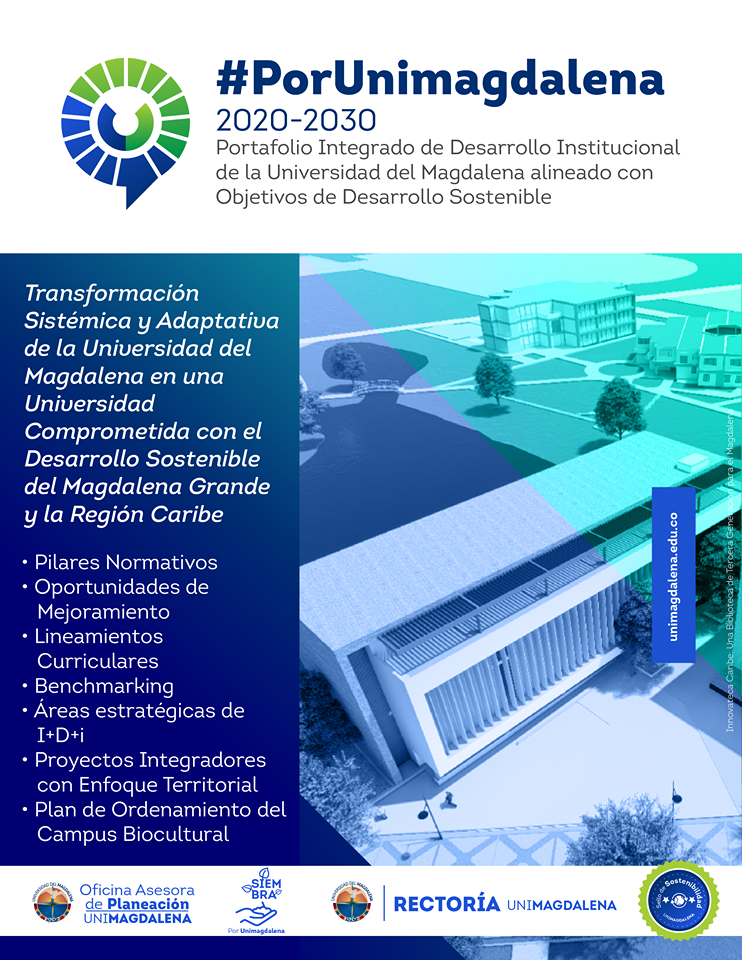 #PorUnimagdalena
2020-2030
Portafolio Integrado de Desarrollo Institucional
de la Universidad del Magdalena alineado con
Objetivos de Desarrollo Sostenible
Transformación
Sistémica y Adaptativa
de la Universidad del
Magdalena en una
Universidad
Comprometida con el
Desarrollo Sostenible
del Magdalena Grande
y la Región Caribe
• Pilares Normativos
• Oportunidades de
Mejoramiento
• Lineamientos
Curriculares
• Benchmarking
• Áreas estratégicas de
I+D+i
• Proyectos Integradores
con Enfoque Territorial
• Plan de Ordenamiento del
Campus Biocultural
unimagdalena.edu.co
Innovateca Caribe: Una Biblioteca de Tercera Generación para el Magdalena
UNIVERSIDAD DEL MAGDALENA
Oficina Asesora
de Planeación
UNIMAGDALENA
SIEM
BRA
Por Unimagdalena
UNIVERSIDAD DEL MAGDALENA
RECTORÍA UNIMAGDALENA
Sello de Sostenibilidad
UNIMAGDALENA